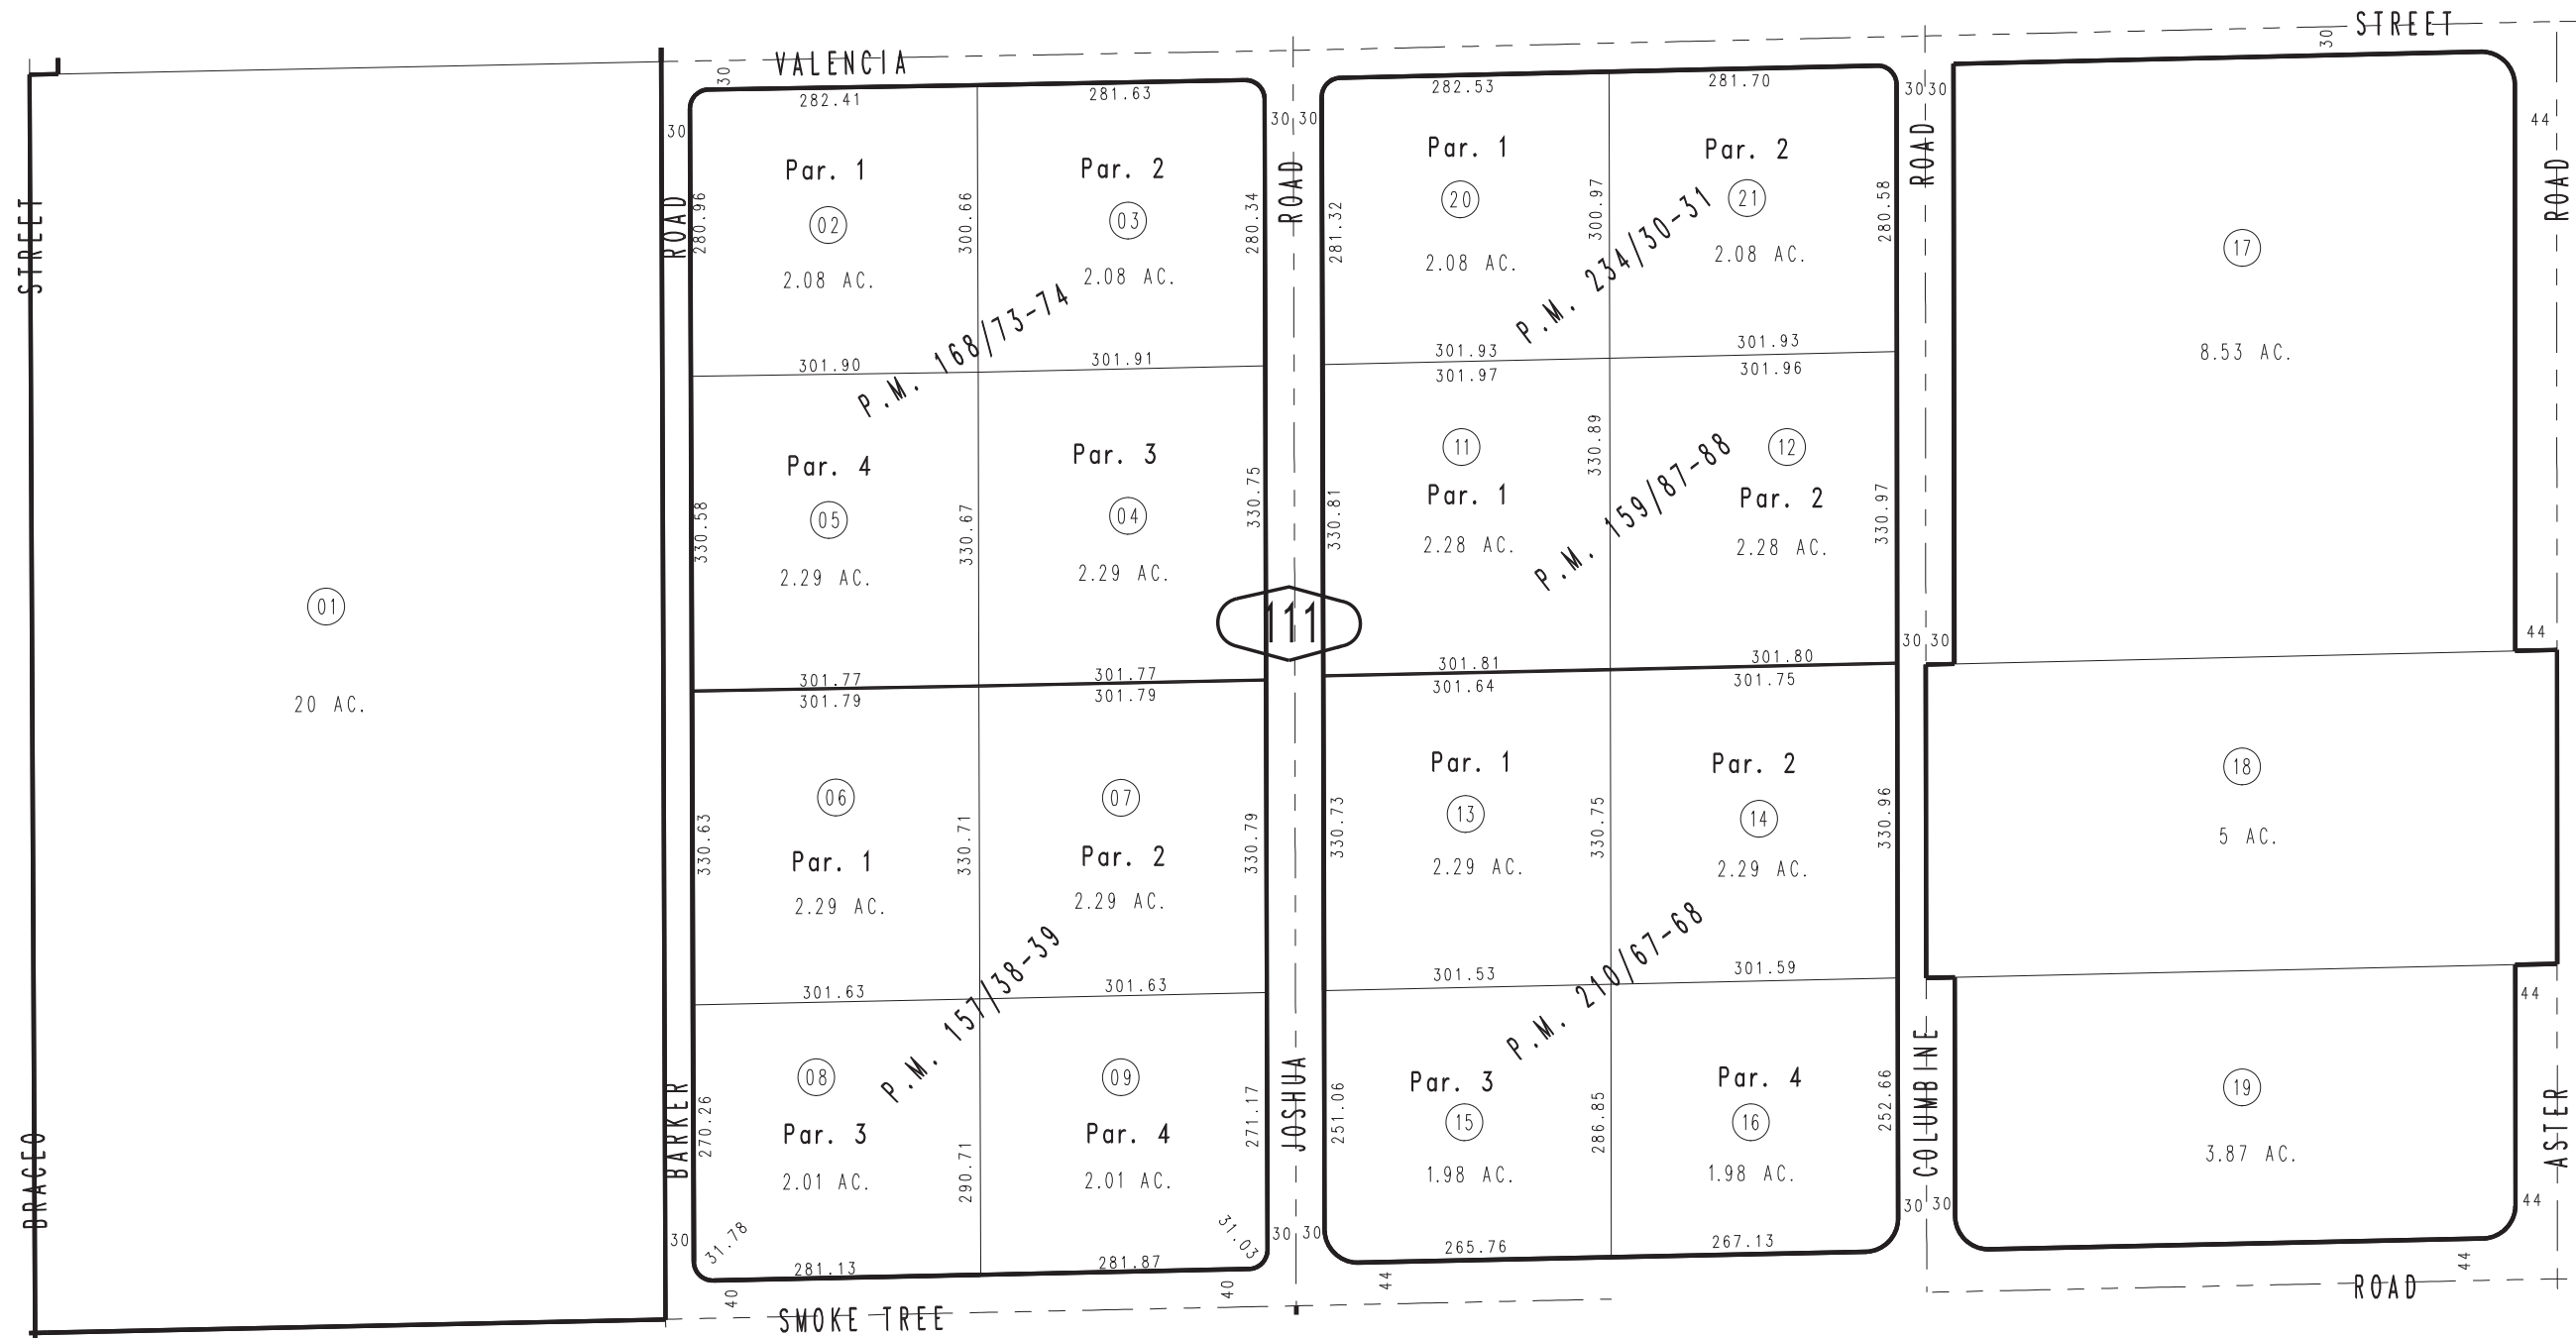 VALENCIA STREET
30
30
STREET
BRACEO
01
20 AC.
30
ROAD
BARKER
30
282.41
281.63
Par. 1
Par. 2
02
03
280.96
300.66
280.34
2.08 AC.
2.08 AC.
P.M. 168/73-74
301.90
301.91
Par. 4
Par. 3
05
04
330.58
330.67
330.75
2.29 AC.
2.29 AC.
301.77
301.77
301.79
301.79
06
07
330.63
330.71
330.79
Par. 1
Par. 2
2.29 AC.
2.29 AC.
P.M. 157/38-39
301.63
301.63
08
09
270.26
290.71
271.17
Par. 3
Par. 4
2.01 AC.
2.01 AC.
31.78
31.03
281.13
281.87
40
40
SMOKE TREE ROAD
30 30
ROAD
111
JOSHUA
30 30
282.53
281.70
Par. 1
Par. 2
20
21
281.32
300.97
280.58
2.08 AC.
2.08 AC.
P.M. 234/30-31
301.93
301.93
301.97
301.96
11
12
330.81
330.89
330.97
Par. 1
Par. 2
2.28 AC.
2.28 AC.
P.M. 159/87-88
301.81
301.80
301.64
301.75
Par. 1
Par. 2
13
14
330.73
330.75
330.96
2.29 AC.
2.29 AC.
P.M. 210/67-68
301.53
301.59
Par. 3
Par. 4
15
16
251.06
286.85
252.66
1.98 AC.
1.98 AC.
265.76
267.13
44
30 30
ROAD
30 30
COLUMBINE
30 30
17
8.53 AC.
18
5 AC.
19
3.87 AC.
44
ROAD
44
44
ASTER
44
44